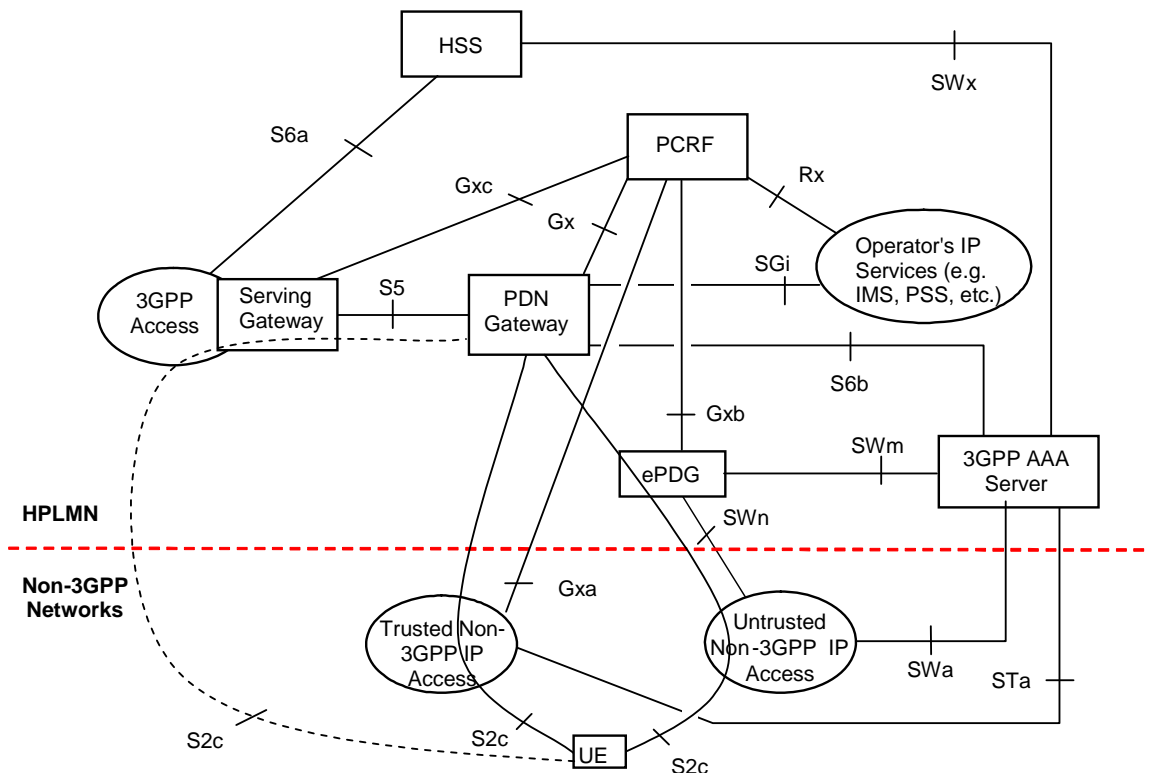 HSS
SWx
S6a
PCRF
Gxc
Rx
Gx
Operator's IP
Services (e.g.
IMS, PSS, etc.)
SGi
3GPP
Access
Serving
Gateway
S5
PDN
Gateway
S6b
Gxb
SWm
3GPP AAA
Server
ePDG
HPLMN
SWn
Non-3GPP
Networks
Gxa
Trusted Non-
3GPP IP
Access
Untrusted
Non-3GPP IP
Access
SWa
STa
S2c
S2c
UE
S2c